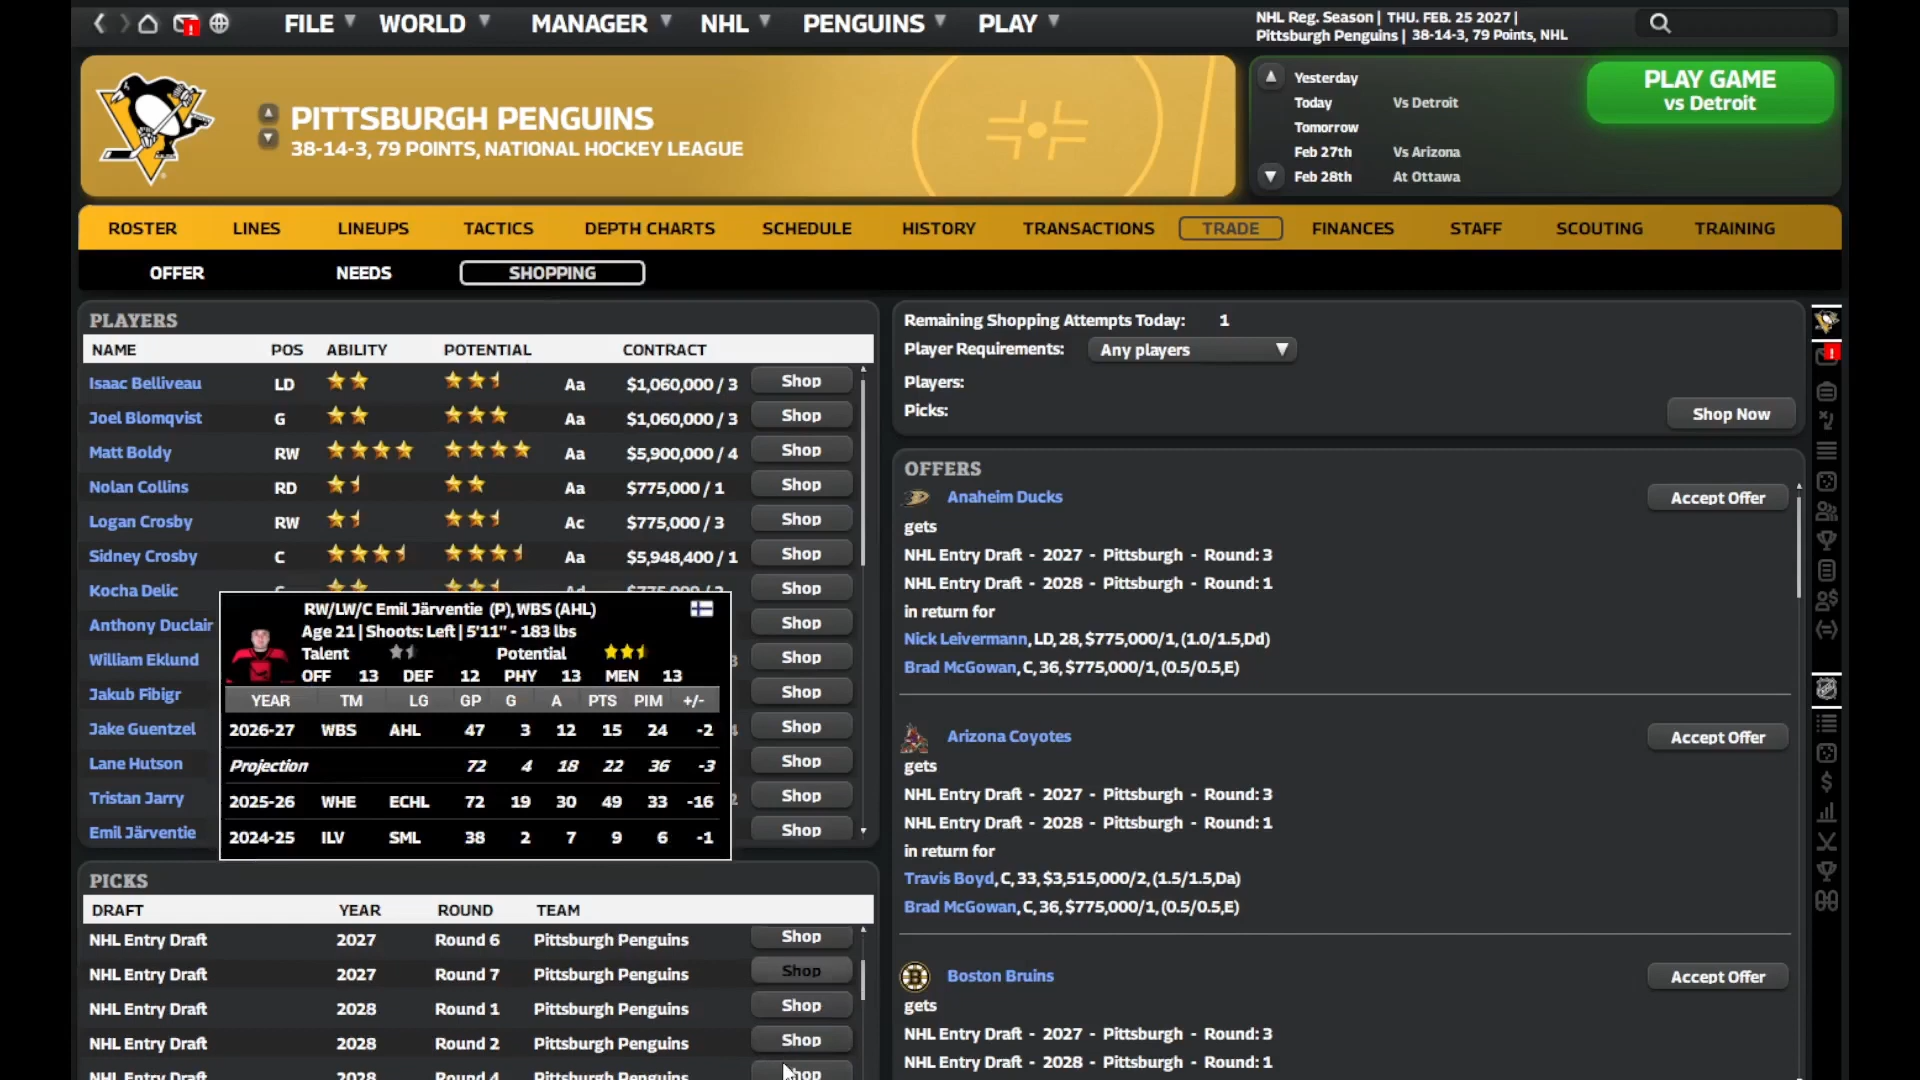 FILE WORLD MANAGER NHL PENGUINS PLAY
NHL Reg. Season | THU. FEB. 25 2027 |
Pittsburgh Penguins | 38-14-3, 79 Points, NHL
PITTSBURGH PENGUINS
38-14-3, 79 POINTS, NATIONAL HOCKEY LEAGUE
Yesterday
Today Vs Detroit
Tomorrow
Feb 27th Vs Arizona
Feb 28th At Ottawa
PLAY GAME
vs Detroit
ROSTER LINES LINEUPS TACTICS DEPTH CHARTS SCHEDULE HISTORY TRANSACTIONS TRADE FINANCES STAFF SCOUTING TRAINING
OFFER NEEDS SHOPPING
PLAYERS
NAME POS ABILITY POTENTIAL CONTRACT
Isaac Belliveau LD Aa $1,060,000 / 3 Shop
Joel Blomqvist G Aa $1,060,000 / 3 Shop
Matt Boldy RW Aa $5,900,000 / 4 Shop
Nolan Collins RD Aa $775,000 / 1 Shop
Logan Crosby RW Ac $775,000 / 3 Shop
Sidney Crosby C Aa $5,948,400 / 1 Shop
Kocha Delic Shop
Anthony Duclair Shop
William Eklund Shop
Jakub Fibigr Shop
Jake Guentzel Shop
Lane Hutson Shop
Tristan Jarry Shop
Emil Järventie Shop
RW/LW/C Emil Järventie (P), WBS (AHL)
Age 21 | Shoots: Left | 5'11" - 183 lbs
Talent Potential
OFF 13 DEF 12 PHY 13 MEN 13
YEAR TM LG GP G A PTS PIM +/-
2026-27 WBS AHL 47 3 12 15 24 -2
Projection 72 4 18 22 36 -3
2025-26 WHE ECHL 72 19 30 49 33 -16
2024-25 ILV SML 38 2 7 9 6 -1
PICKS
DRAFT YEAR ROUND TEAM
NHL Entry Draft 2027 Round 6 Pittsburgh Penguins Shop
NHL Entry Draft 2027 Round 7 Pittsburgh Penguins Shop
NHL Entry Draft 2028 Round 1 Pittsburgh Penguins Shop
NHL Entry Draft 2028 Round 2 Pittsburgh Penguins Shop
NHL Entry Draft 2028 Round 4 Pittsburgh Penguins
Remaining Shopping Attempts Today: 1
Player Requirements: Any players
Players:
Picks:
Shop Now
OFFERS
Anaheim Ducks Accept Offer
gets
NHL Entry Draft - 2027 - Pittsburgh - Round: 3
NHL Entry Draft - 2028 - Pittsburgh - Round: 1
in return for
Nick Leivermann, LD, 28, $775,000/1, (1.0/1.5,Dd)
Brad McGowan, C, 36, $775,000/1, (0.5/0.5,E)
Arizona Coyotes Accept Offer
gets
NHL Entry Draft - 2027 - Pittsburgh - Round: 3
NHL Entry Draft - 2028 - Pittsburgh - Round: 1
in return for
Travis Boyd, C, 33, $3,515,000/2, (1.5/1.5,Da)
Brad McGowan, C, 36, $775,000/1, (0.5/0.5,E)
Boston Bruins Accept Offer
gets
NHL Entry Draft - 2027 - Pittsburgh - Round: 3
NHL Entry Draft - 2028 - Pittsburgh - Round: 1